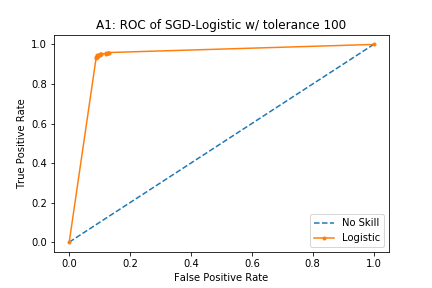 A1: ROC of SGD-Logistic w/ tolerance 100
True Positive Rate
1.0
0.8
0.6
0.4
0.2
0.0
No Skill
Logistic
0.0 0.2 0.4 0.6 0.8 1.0
False Positive Rate